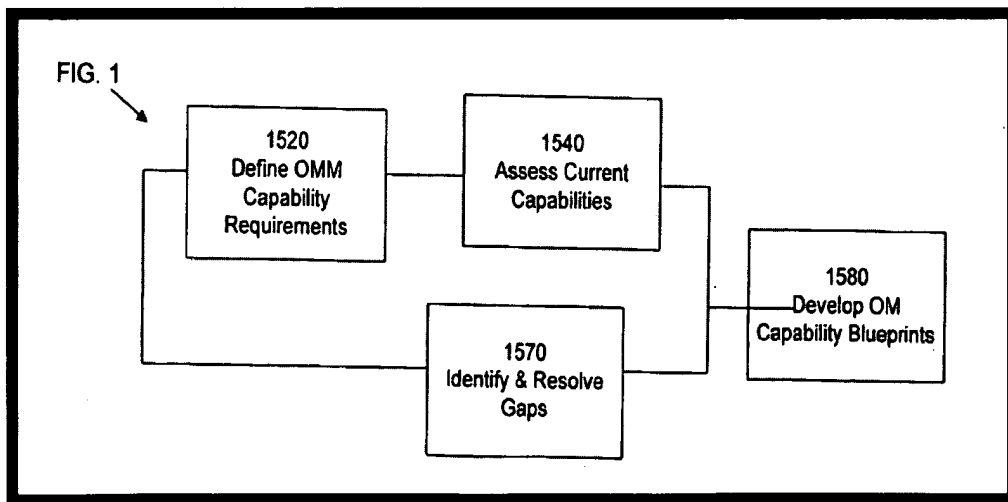 FIG. 1
1520
Define OMM
Capability
Requirements
1540
Assess Current
Capabilities
1570
Identify & Resolve
Gaps
1580
Develop OM
Capability Blueprints